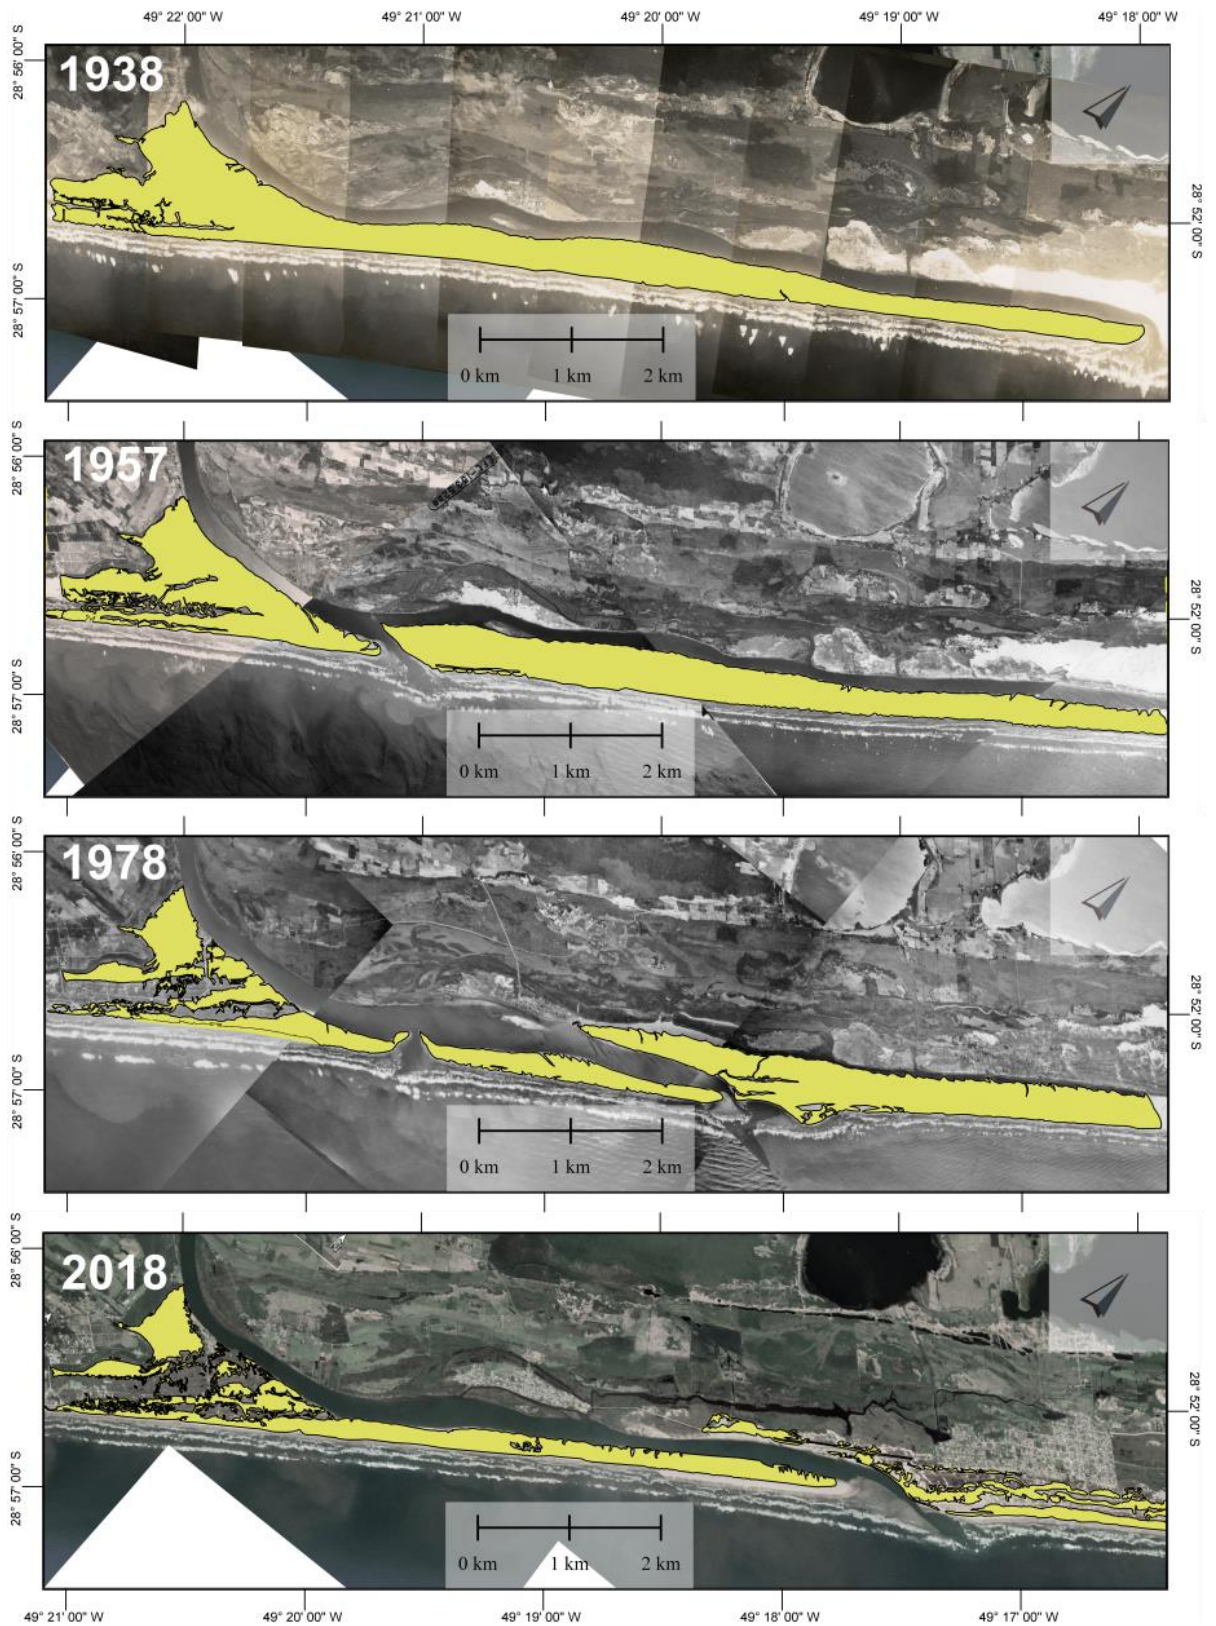 49° 22' 00" W 49° 21' 00" W 49° 20' 00" W 49° 19' 00" W 49° 18' 00" W
28° 56' 00" S
1938
28° 52' 00" S
28° 57' 00" S
0 km 1 km 2 km
28° 56' 00" S
1957
28° 52' 00" S
28° 57' 00" S
0 km 1 km 2 km
28° 56' 00" S
1978
28° 52' 00" S
28° 57' 00" S
0 km 1 km 2 km
28° 56' 00" S
2018
28° 52' 00" S
28° 57' 00" S
0 km 1 km 2 km
49° 21' 00" W 49° 20' 00" W 49° 19' 00" W 49° 18' 00" W 49° 17' 00" W